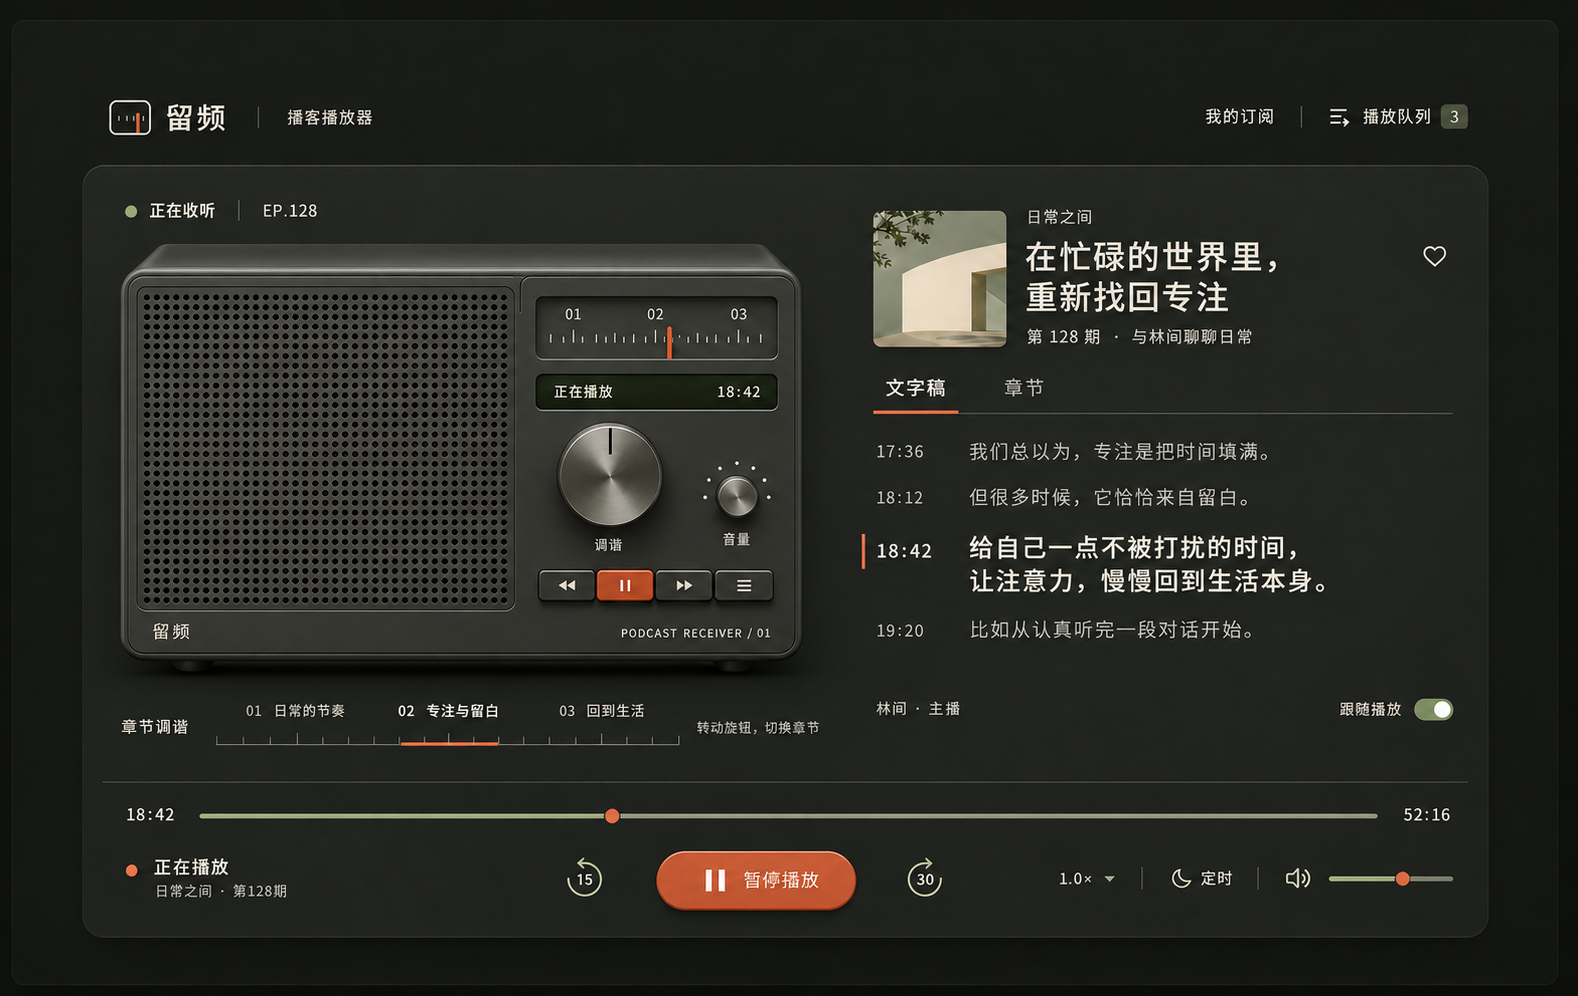 留频
播客播放器
我的订阅
播放队列 3
正在收听
EP.128
01 02 03
正在播放 18:42
调谐
音量
留频
PODCAST RECEIVER / 01
章节调谐
01 日常的节奏
02 专注与留白
03 回到生活
转动旋钮，切换章节
日常之间
在忙碌的世界里，
重新找回专注
第 128 期 · 与林间聊聊日常
文字稿
章节
17:36 我们总以为，专注是把时间填满。
18:12 但很多时候，它恰恰来自留白。
18:42 给自己一点不被打扰的时间，
让注意力，慢慢回到生活本身。
19:20 比如从认真听完一段对话开始。
林间 · 主播
跟随播放
18:42
52:16
正在播放
日常之间 · 第128期
15
暂停播放
30
1.0×
定时